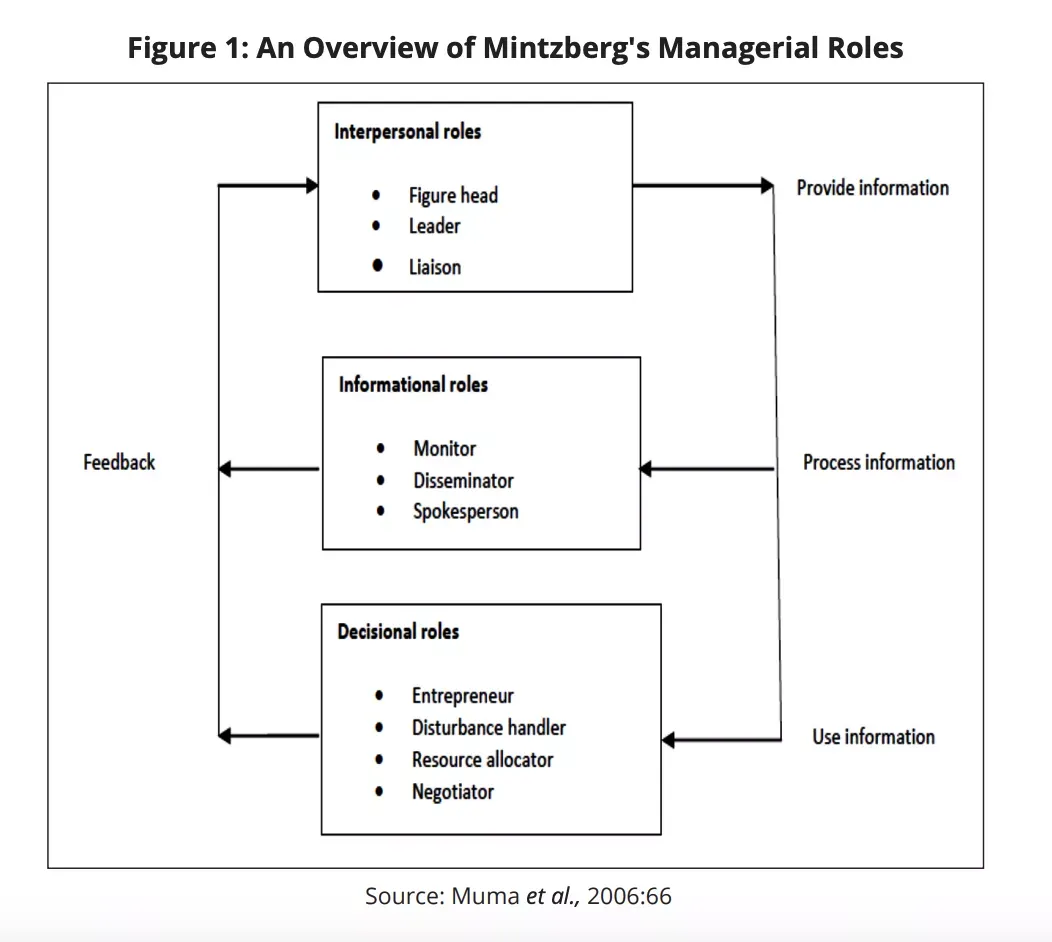 Figure 1: An Overview of Mintzberg's Managerial Roles
Interpersonal roles
• Figure head
• Leader
• Liaison
Provide information
Informational roles
• Monitor
• Disseminator
• Spokesperson
Feedback
Process information
Decisional roles
• Entrepreneur
• Disturbance handler
• Resource allocator
• Negotiator
Use information
Source: Muma et al., 2006:66